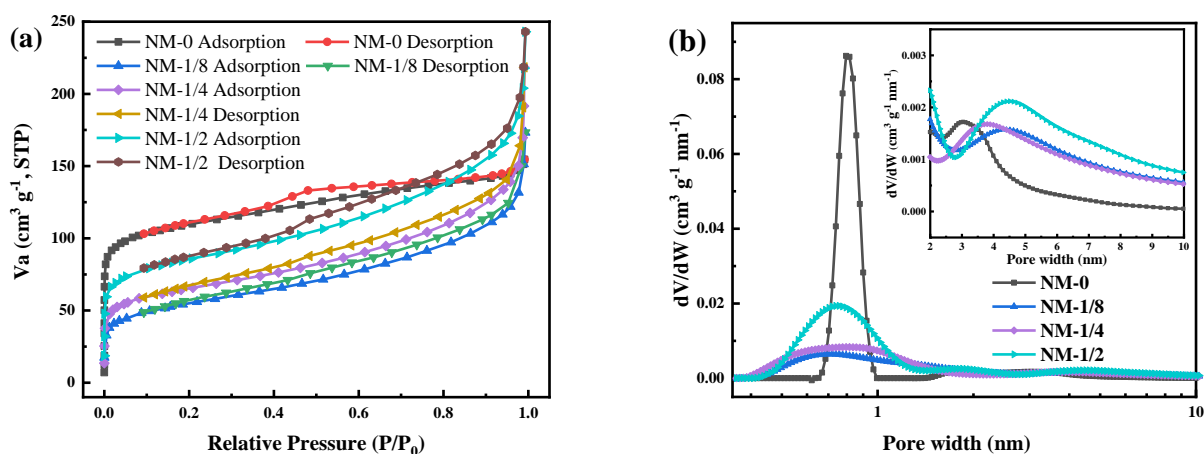 (a)
250
200
150
100
50
0
Va (cm³ g⁻¹, STP)
NM-0 Adsorption
NM-0 Desorption
NM-1/8 Adsorption
NM-1/8 Desorption
NM-1/4 Adsorption
NM-1/4 Desorption
NM-1/2 Adsorption
NM-1/2 Desorption
0.0 0.2 0.4 0.6 0.8 1.0
Relative Pressure (P/P₀)
(b)
0.08
0.06
0.04
0.02
0.00
dV/dW (cm³ g⁻¹ nm⁻¹)
0.003
0.002
0.001
0.000
dV/dW (cm³ g⁻¹ nm⁻¹)
2 3 4 5 6 7 8 9 10
Pore width (nm)
NM-0
NM-1/8
NM-1/4
NM-1/2
1 10
Pore width (nm)